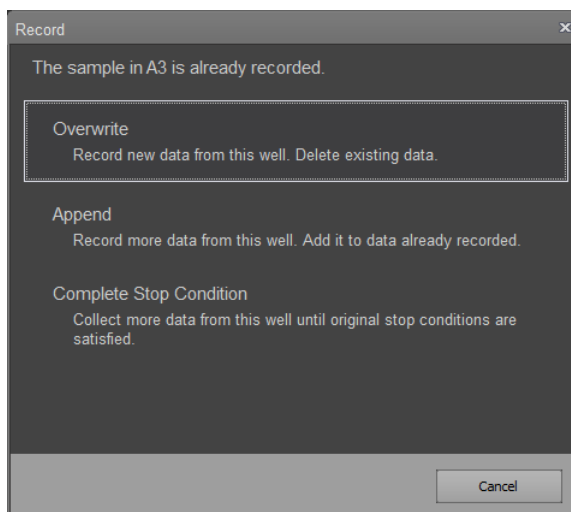 Record
The sample in A3 is already recorded.
Overwrite
Record new data from this well. Delete existing data.
Append
Record more data from this well. Add it to data already recorded.
Complete Stop Condition
Collect more data from this well until original stop conditions are
satisfied.
Cancel